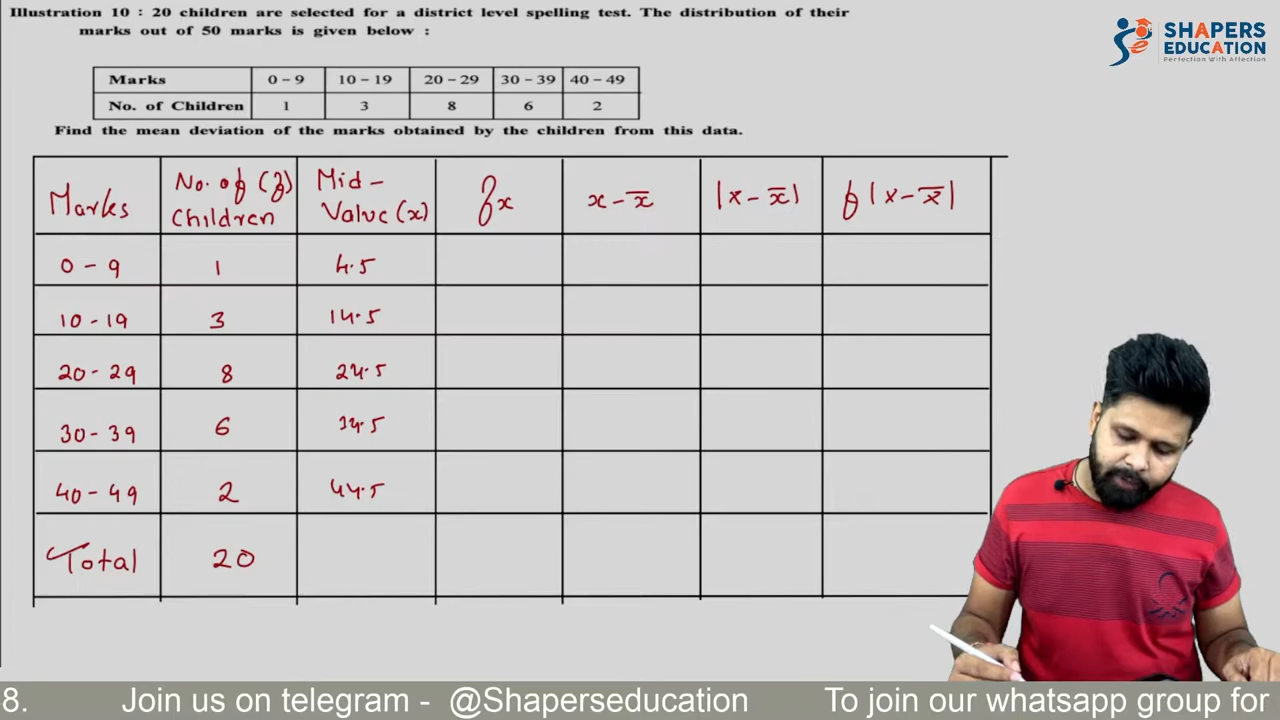 Illustration 10 : 20 children are selected for a district level spelling test. The distribution of their
marks out of 50 marks is given below :
SHAPERS
EDUCATION
Perfection With Affection
Marks 0 – 9 10 – 19 20 – 29 30 – 39 40 – 49
No. of Children 1 3 8 6 2
Find the mean deviation of the marks obtained by the children from this data.
Marks No. of (f) Children Mid-Value (x) fx x - x̅ |x - x̅| f |x - x̅|
0 - 9 1 4.5
10 - 19 3 14.5
20 - 29 8 24.5
30 - 39 6 34.5
40 - 49 2 44.5
Total 20
8. Join us on telegram - @Shaperseducation To join our whatsapp group for